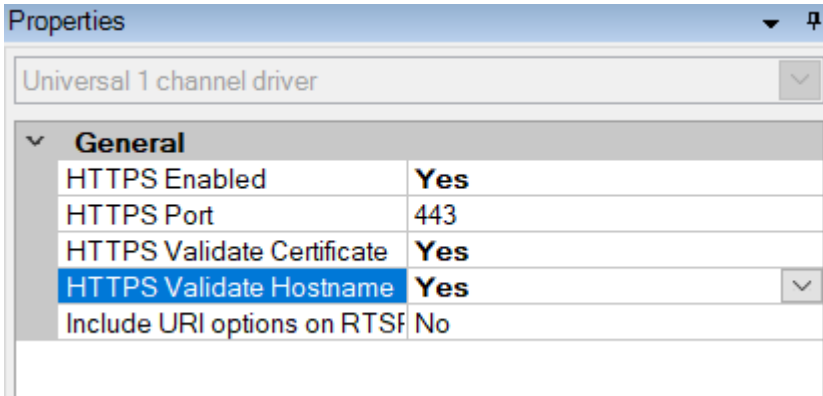 Properties
Universal 1 channel driver
General
HTTPS Enabled Yes
HTTPS Port 443
HTTPS Validate Certificate Yes
HTTPS Validate Hostname Yes
Include URI options on RTSP No